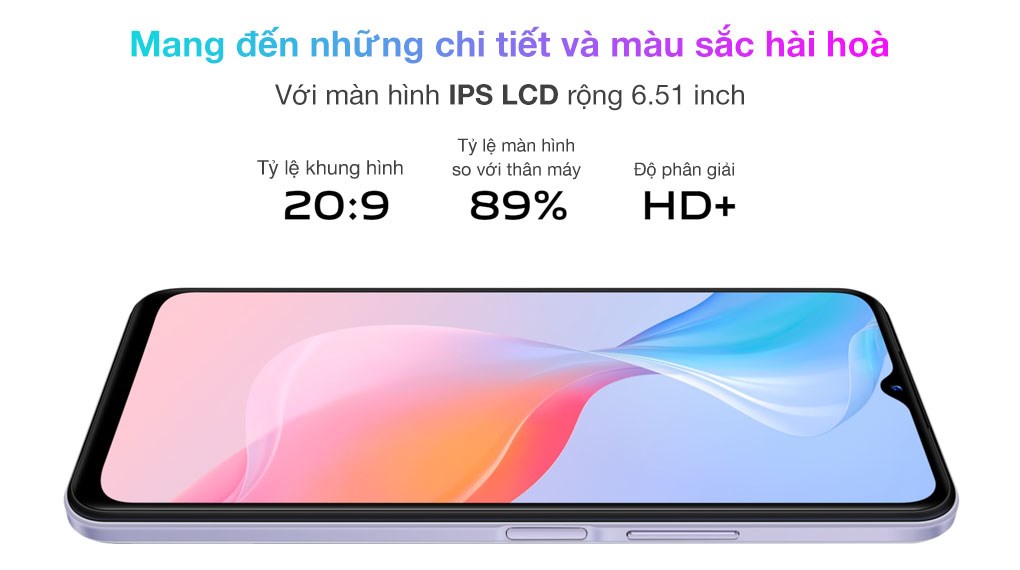 Mang đến những chi tiết và màu sắc hài hoà
Với màn hình IPS LCD rộng 6.51 inch
Tỷ lệ khung hình
20:9
Tỷ lệ màn hình
so với thân máy
89%
Độ phân giải
HD+